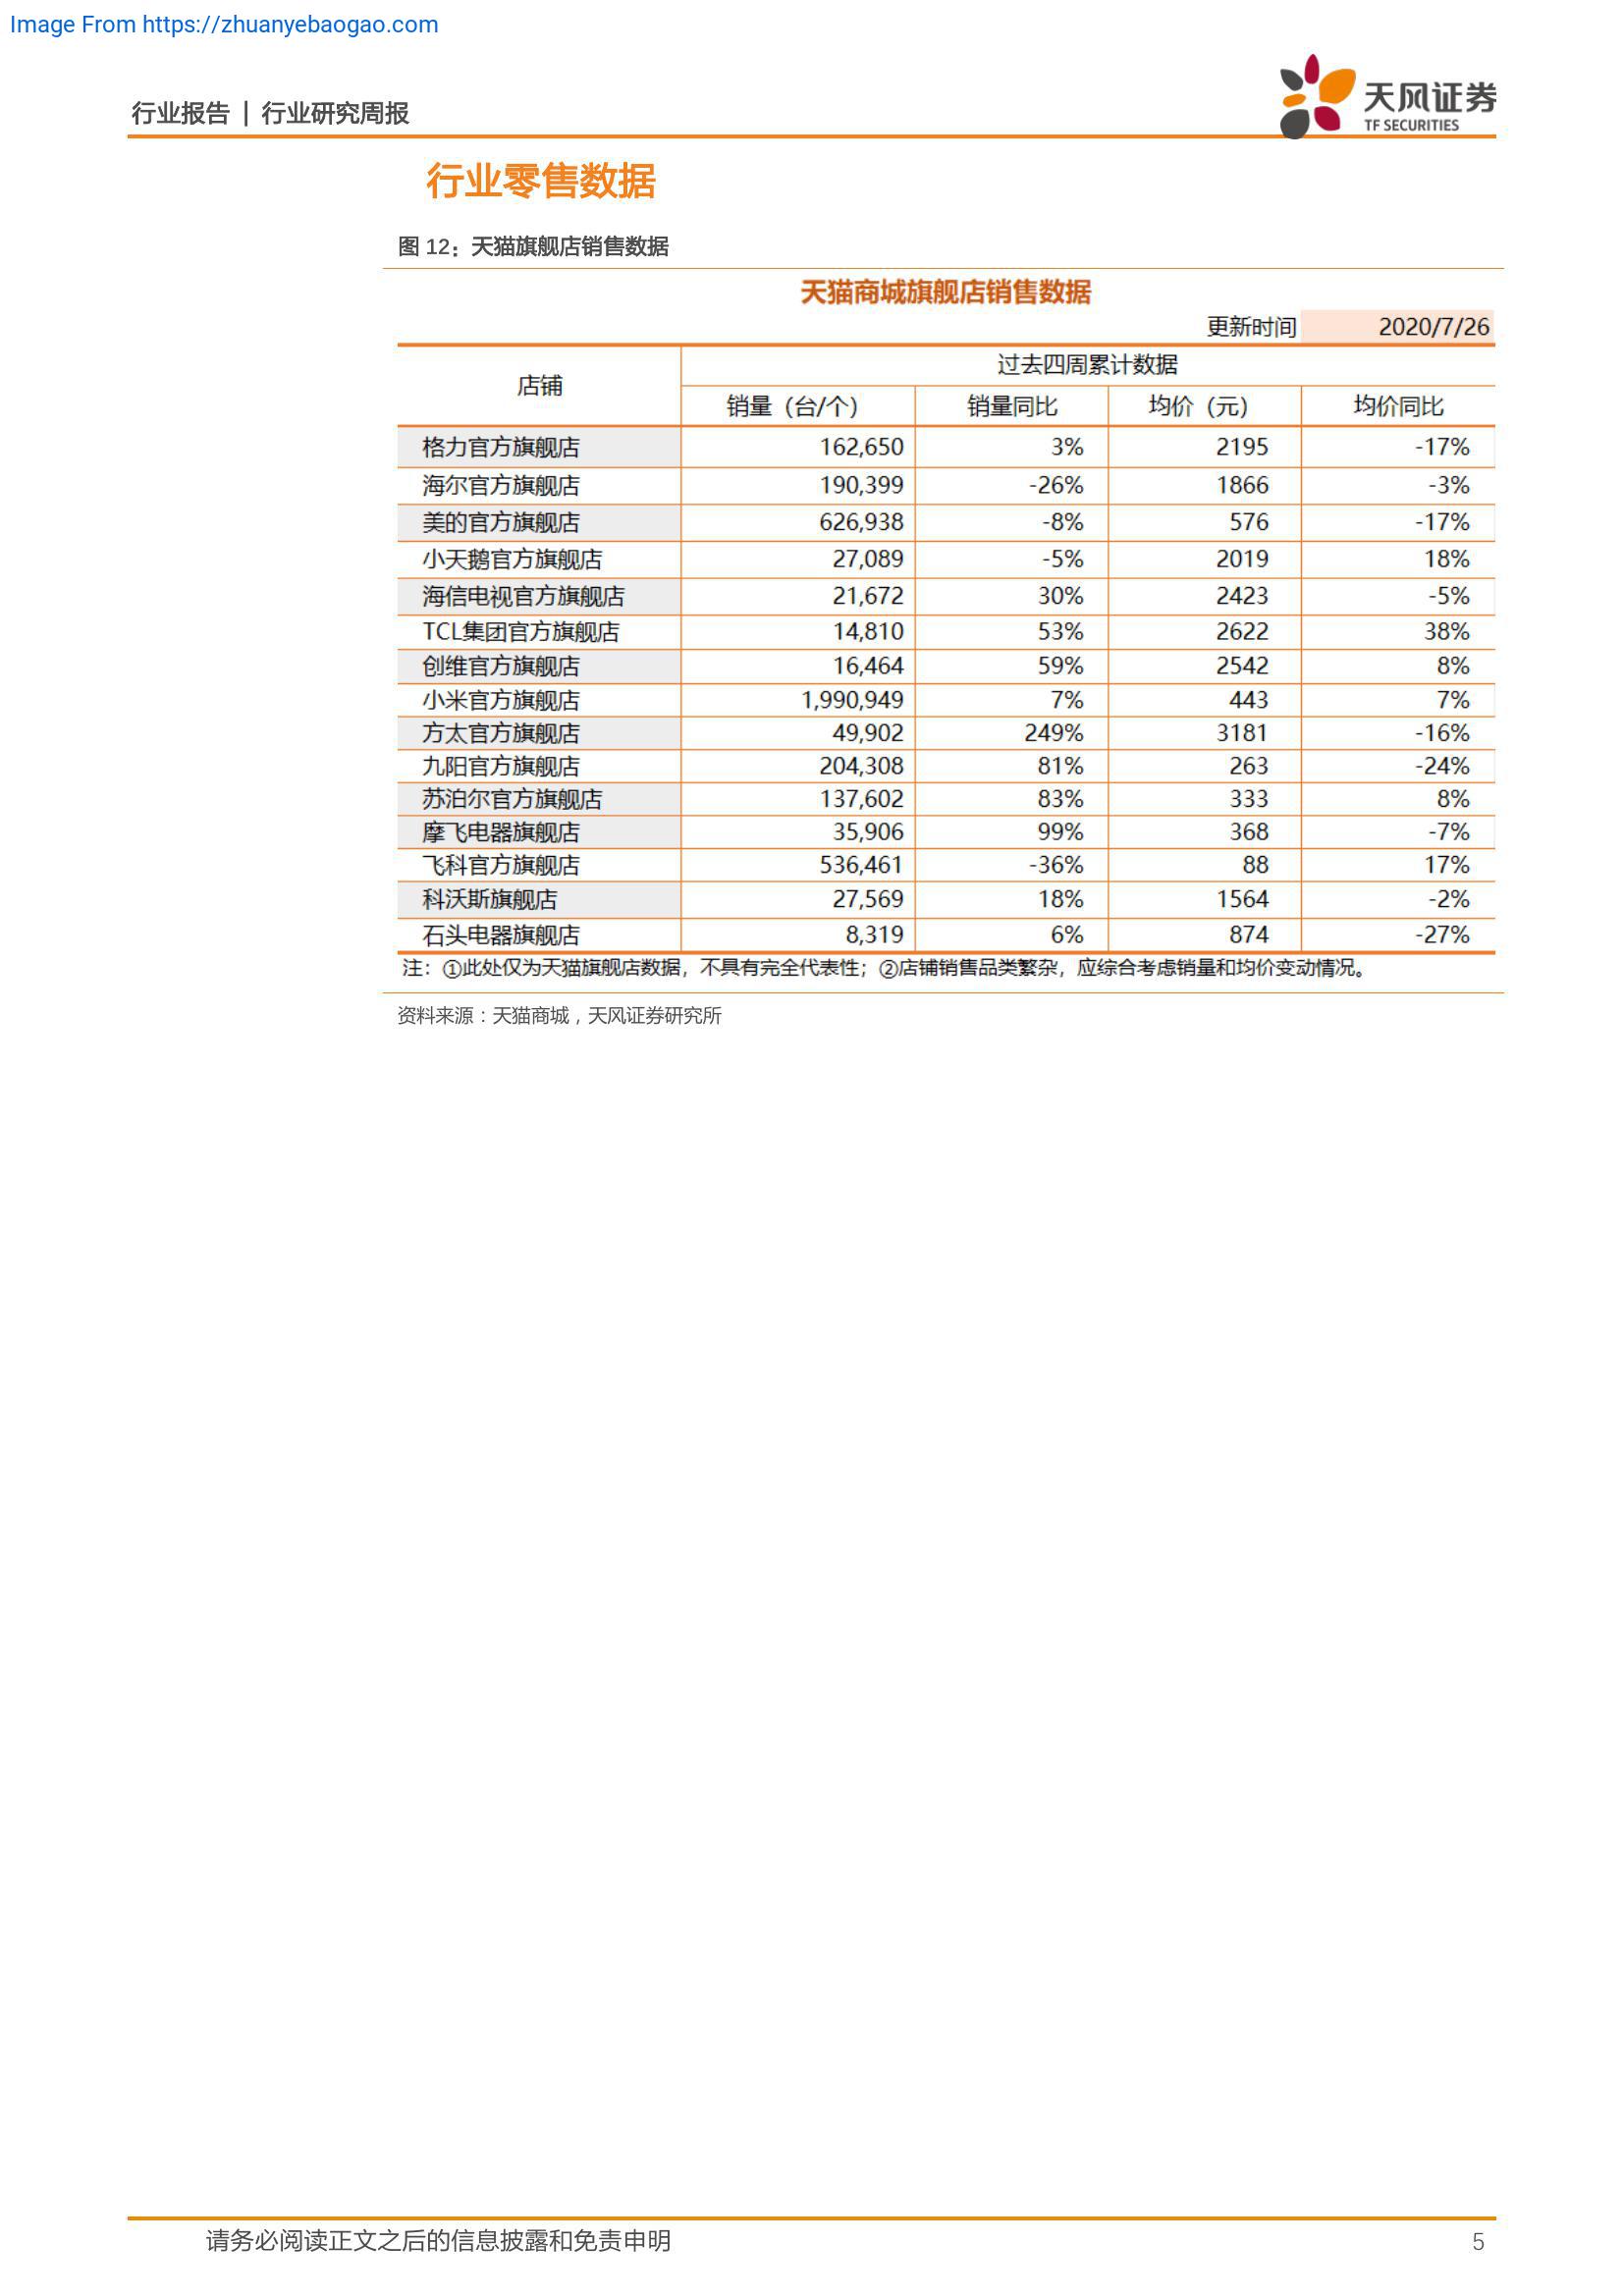 Image From https://zhuanyebaogao.com
行业报告 | 行业研究周报
天风证券
TF SECURITIES
行业零售数据
图 12：天猫旗舰店销售数据
天猫商城旗舰店销售数据
更新时间 2020/7/26
店铺 过去四周累计数据
销量（台/个） 销量同比 均价（元） 均价同比
格力官方旗舰店 162,650 3% 2195 -17%
海尔官方旗舰店 190,399 -26% 1866 -3%
美的官方旗舰店 626,938 -8% 576 -17%
小天鹅官方旗舰店 27,089 -5% 2019 18%
海信电视官方旗舰店 21,672 30% 2423 -5%
TCL集团官方旗舰店 14,810 53% 2622 38%
创维官方旗舰店 16,464 59% 2542 8%
小米官方旗舰店 1,990,949 7% 443 7%
方太官方旗舰店 49,902 249% 3181 -16%
九阳官方旗舰店 204,308 81% 263 -24%
苏泊尔官方旗舰店 137,602 83% 333 8%
摩飞电器旗舰店 35,906 99% 368 -7%
飞科官方旗舰店 536,461 -36% 88 17%
科沃斯旗舰店 27,569 18% 1564 -2%
石头电器旗舰店 8,319 6% 874 -27%
注：①此处仅为天猫旗舰店数据，不具有完全代表性；②店铺销售品类繁杂，应综合考虑销量和均价变动情况。
资料来源：天猫商城，天风证券研究所
请务必阅读正文之后的信息披露和免责申明 5